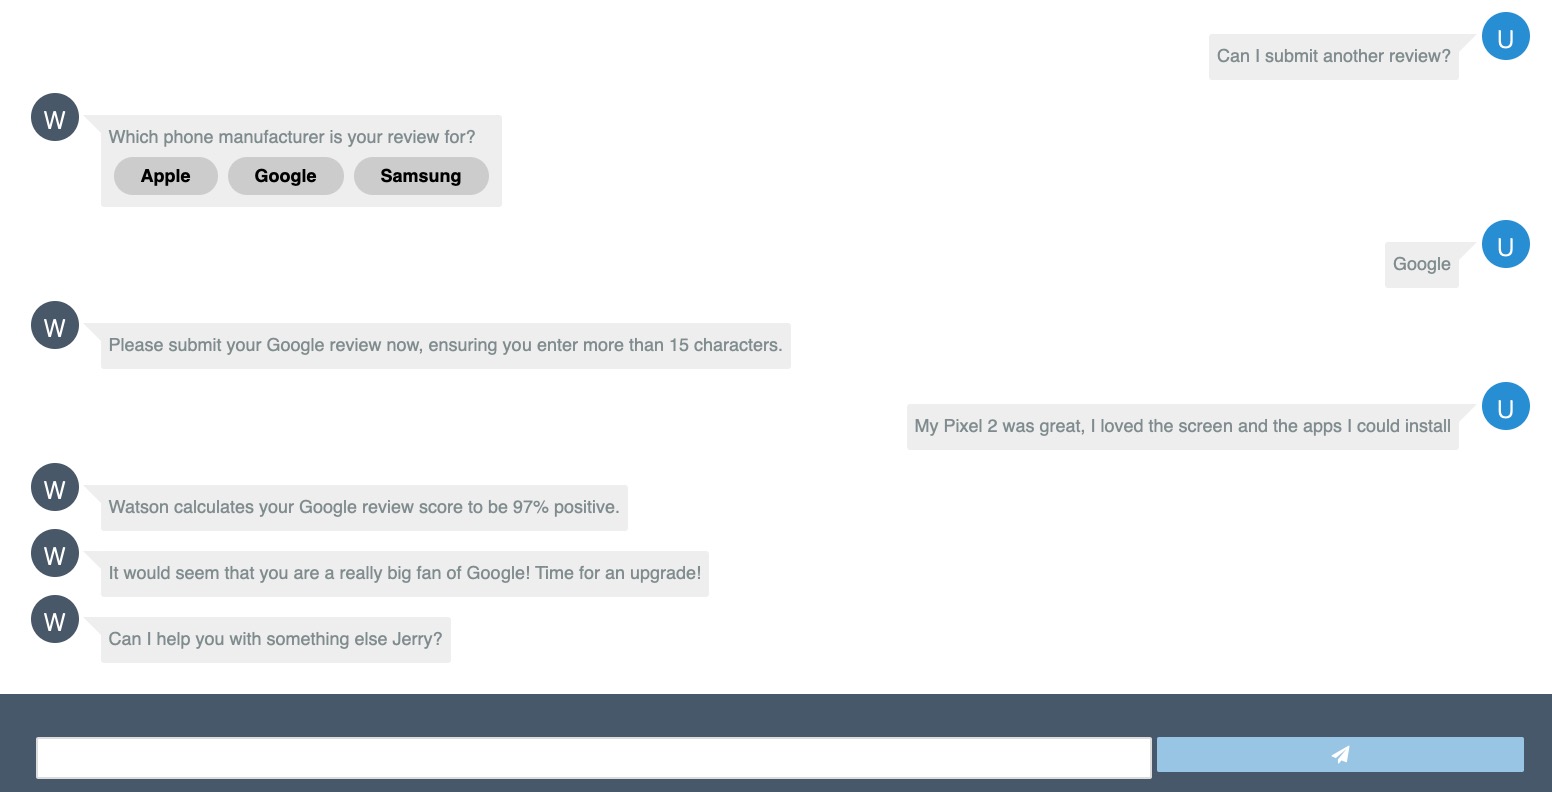 U
Can I submit another review?
W
Which phone manufacturer is your review for?
Apple Google Samsung
U
Google
W
Please submit your Google review now, ensuring you enter more than 15 characters.
U
My Pixel 2 was great, I loved the screen and the apps I could install
W
Watson calculates your Google review score to be 97% positive.
W
It would seem that you are a really big fan of Google! Time for an upgrade!
W
Can I help you with something else Jerry?